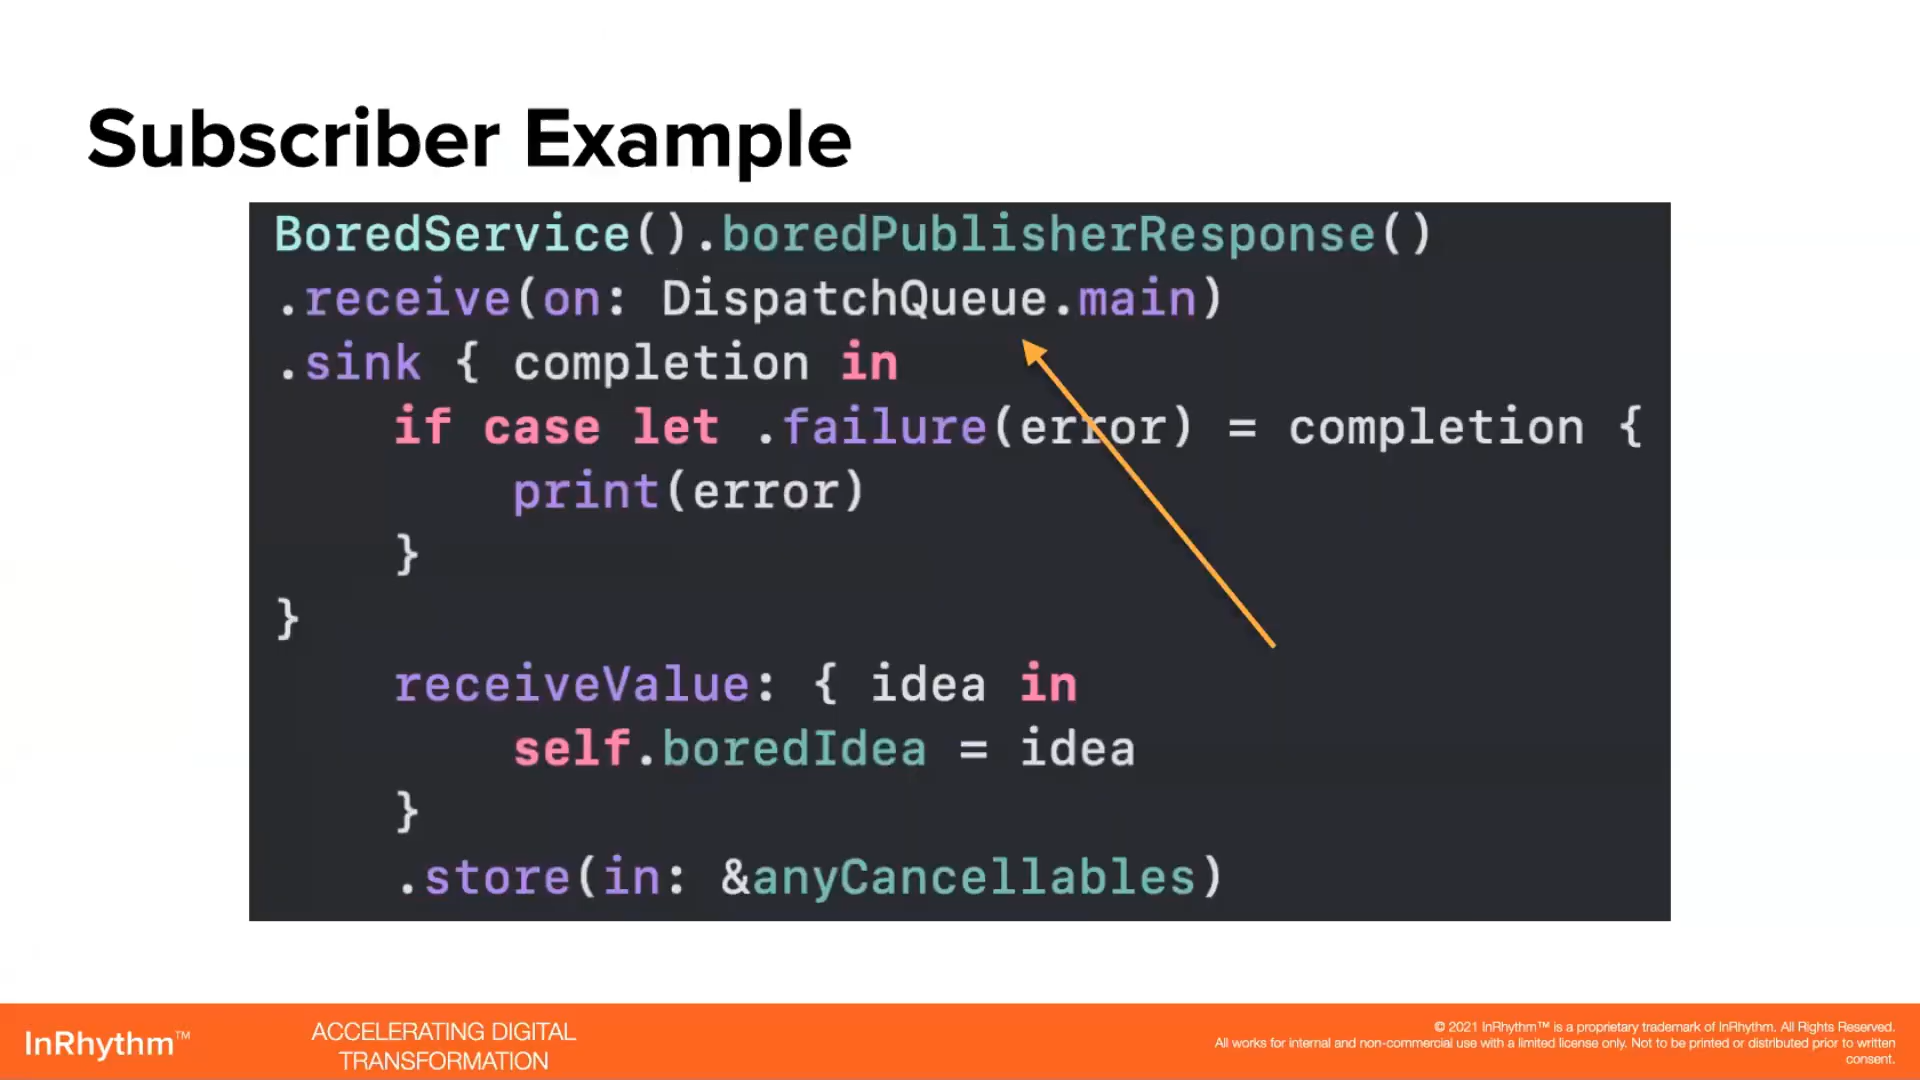 Subscriber Example
BoredService().boredPublisherResponse()
.receive(on: DispatchQueue.main)
.sink { completion in
    if case let .failure(error) = completion {
        print(error)
    }
}
    receiveValue: { idea in
        self.boredIdea = idea
    }
    .store(in: &anyCancellables)
InRhythm™
ACCELERATING DIGITAL
TRANSFORMATION
© 2021 InRhythm™ is a proprietary trademark of InRhythm. All Rights Reserved.
All works for internal and non-commercial use with a limited license only. Not to be printed or distributed prior to written
consent.